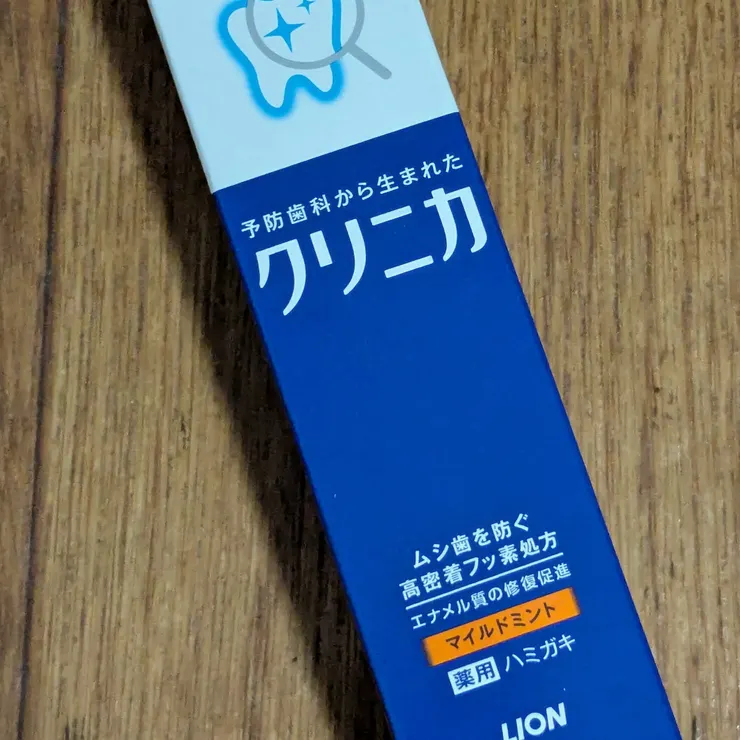 予防歯科から生まれた
クリニカ
ムシ歯を防ぐ
高密着フッ素処方
エナメル質の修復促進
マイルドミント
薬用 ハミガキ
LION